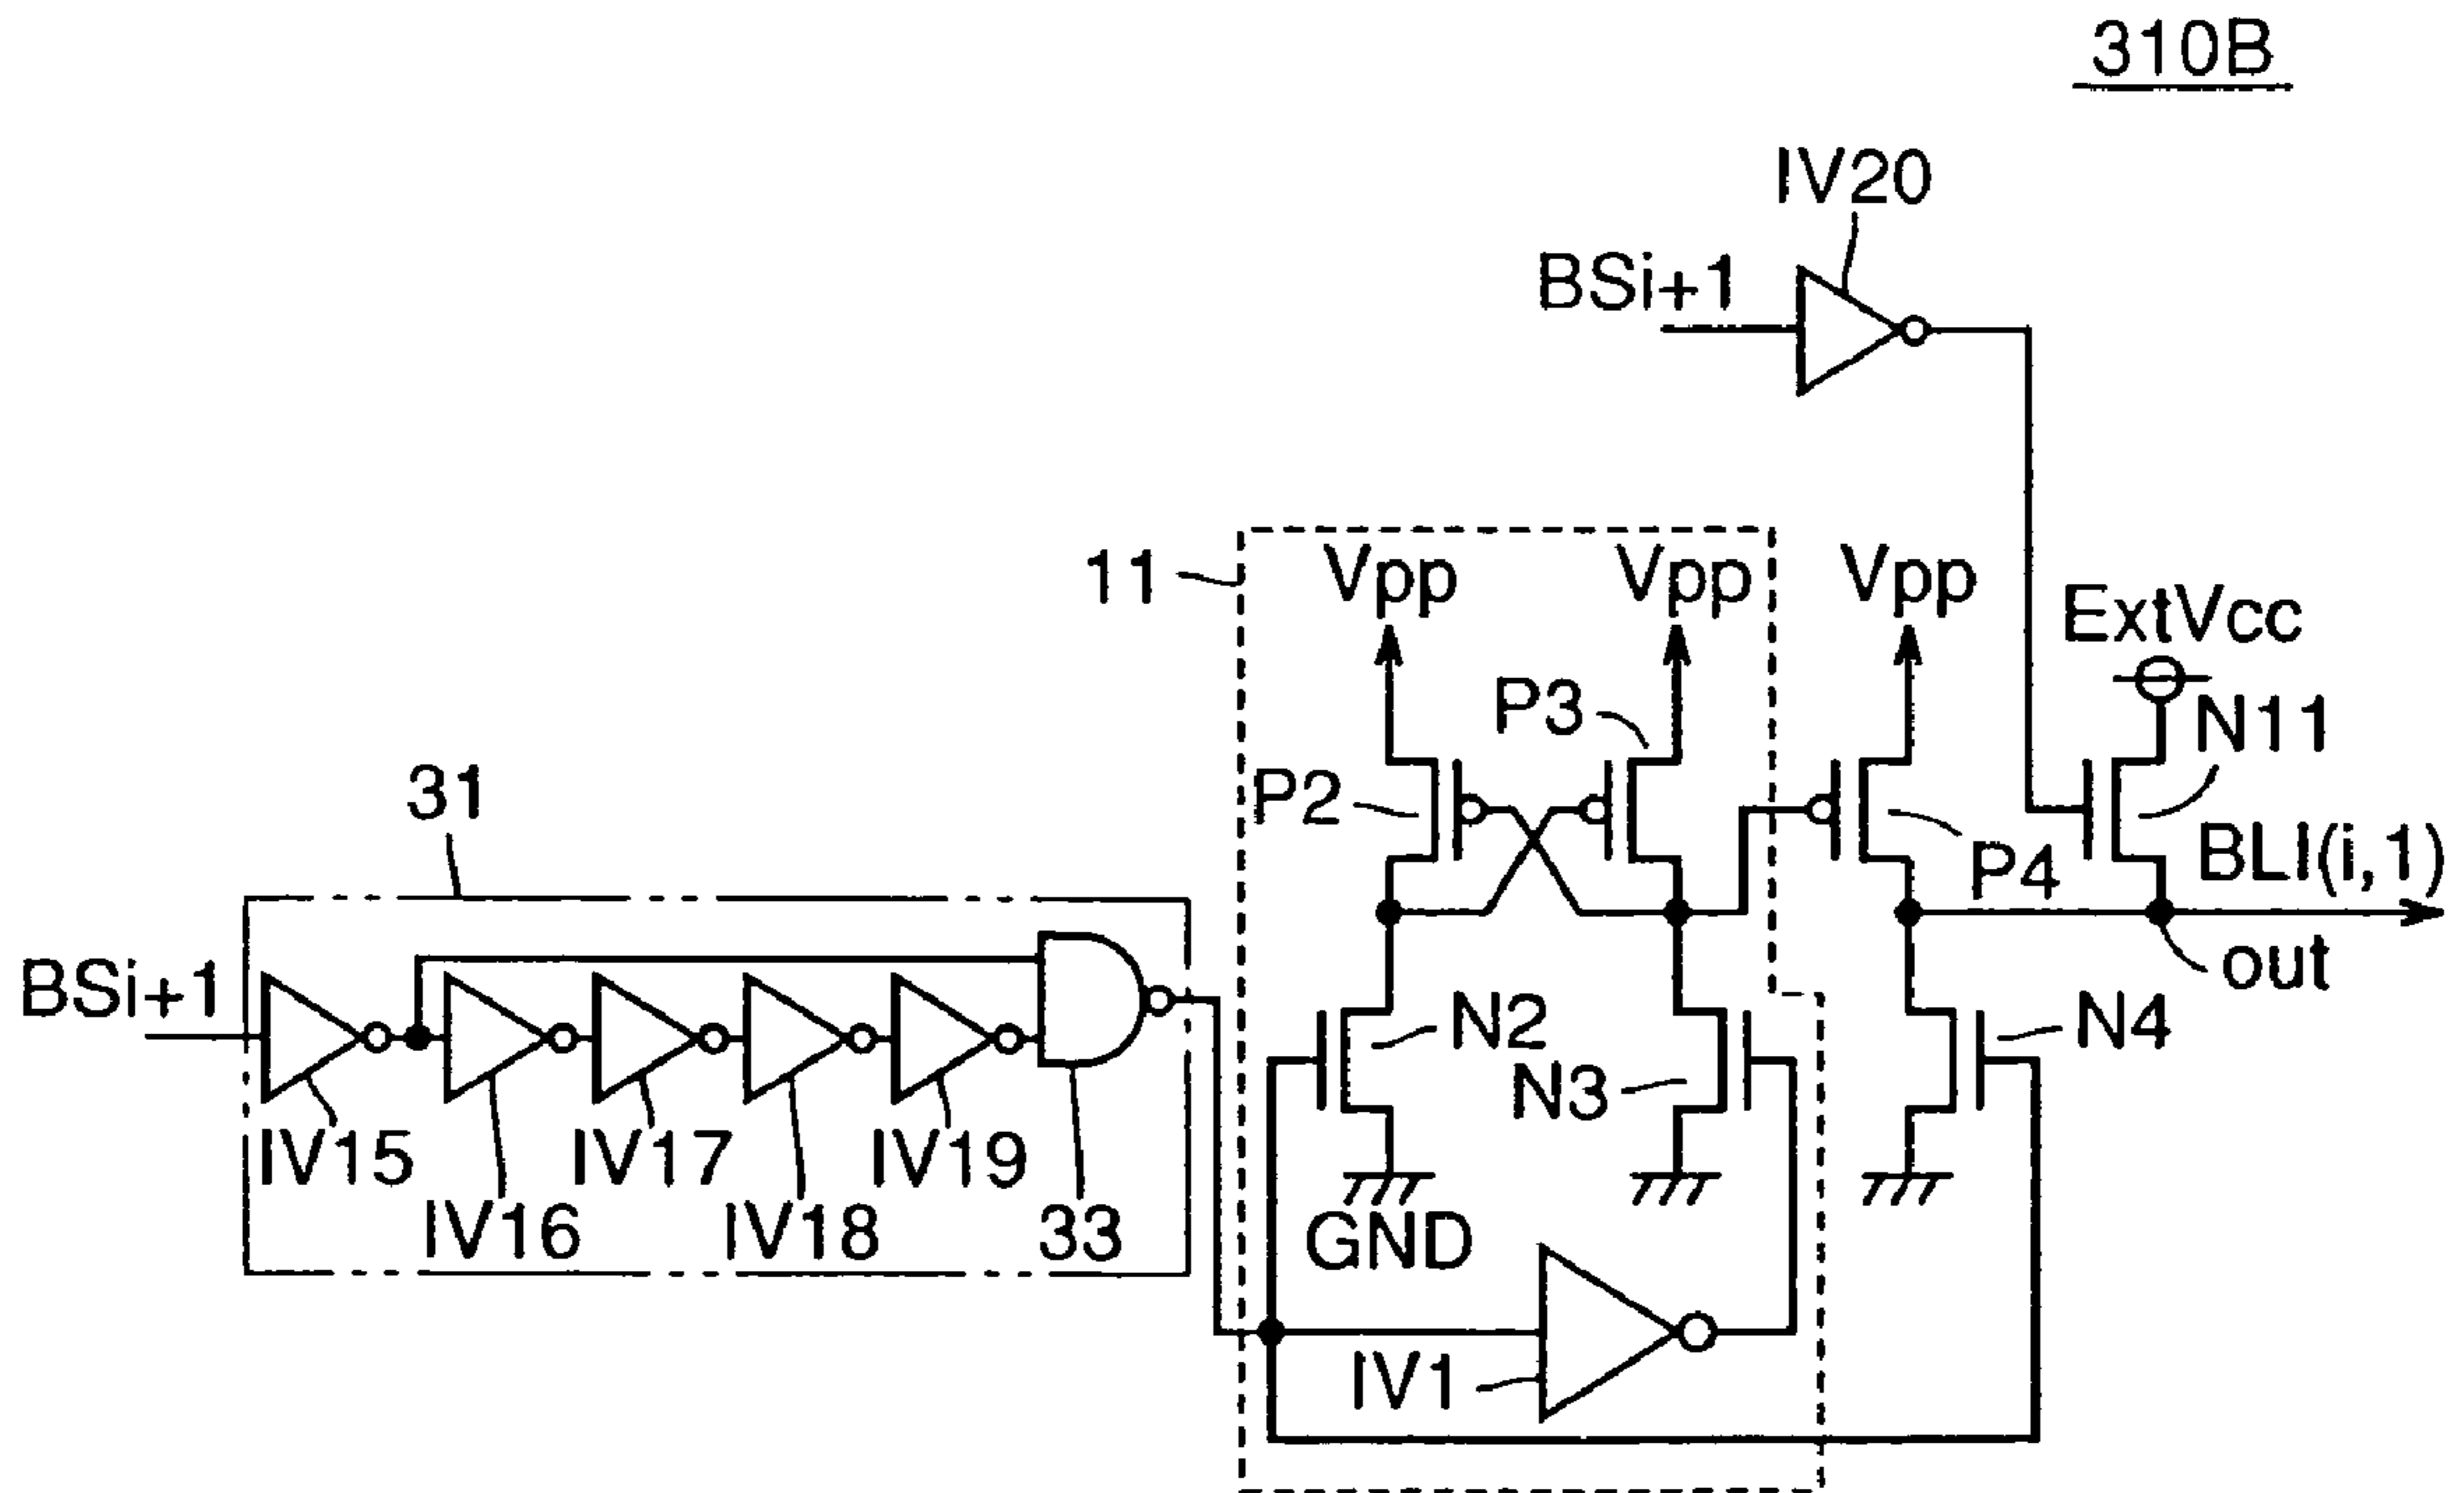 310B
IV20
BSi+1
11
Vpp
Vpp
Vpp
ExtVcc
P3
N11
31
P2
P4
BLI(i,1)
out
BSi+1
N2
N4
N3
IV15
IV17
IV19
IV16
IV18
33
GND
IV1